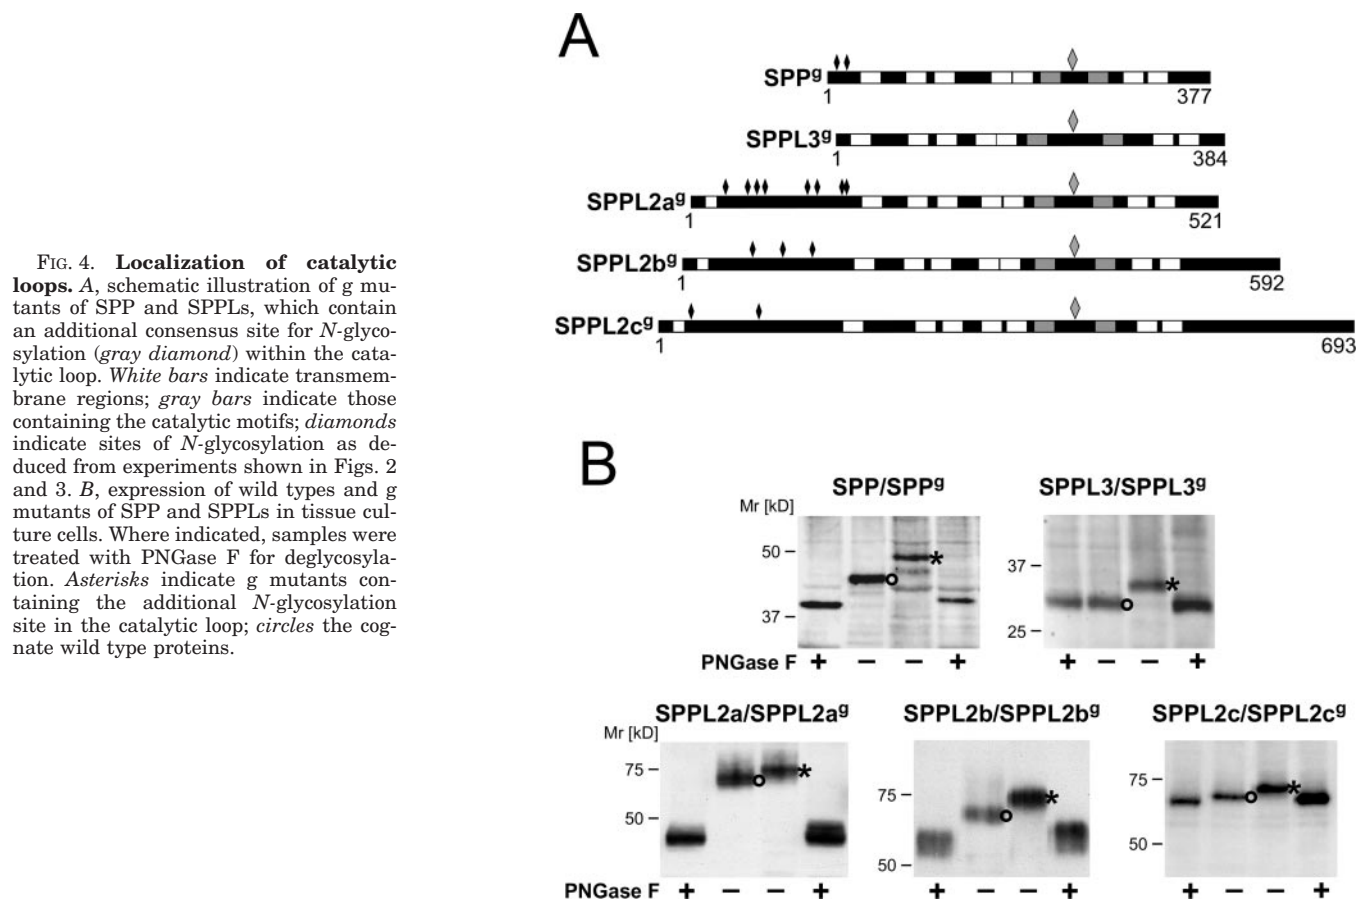 FIG. 4. Localization of catalytic
loops. A, schematic illustration of g mu-
tants of SPP and SPPLs, which contain
an additional consensus site for N-glyco-
sylation (gray diamond) within the cata-
lytic loop. White bars indicate transmem-
brane regions; gray bars indicate those
containing the catalytic motifs; diamonds
indicate sites of N-glycosylation as de-
duced from experiments shown in Figs. 2
and 3. B, expression of wild types and g
mutants of SPP and SPPLs in tissue cul-
ture cells. Where indicated, samples were
treated with PNGase F for deglycosyla-
tion. Asterisks indicate g mutants con-
taining the additional N-glycosylation
site in the catalytic loop; circles the cog-
nate wild type proteins.
A
SPPg
1 377
SPPL3g
1 384
SPPL2ag
1 521
SPPL2bg
1 592
SPPL2cg
1 693
B
SPP/SPPg
Mr [kD]
50
*
37
PNGase F + − − +
SPPL3/SPPL3g
37
*
25
+ − − +
SPPL2a/SPPL2ag
Mr [kD]
75
*
50
PNGase F + − − +
SPPL2b/SPPL2bg
75
*
50
+ − − +
SPPL2c/SPPL2cg
75
*
50
+ − − +